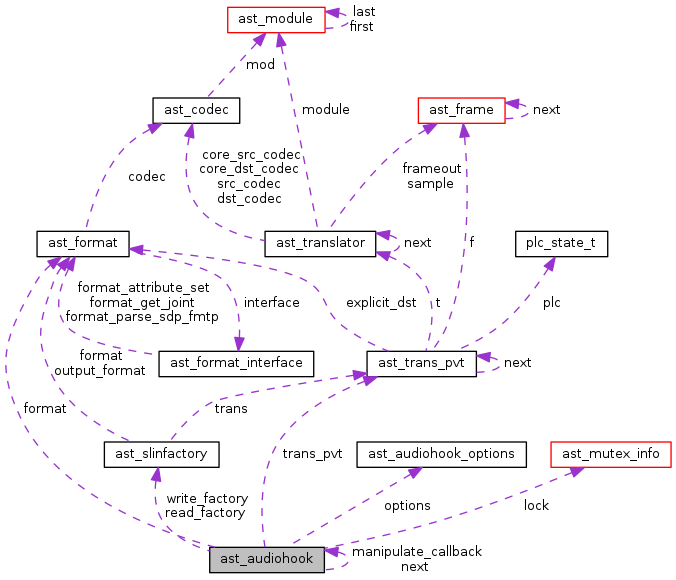 ast_module
last
first
mod
ast_codec
module
ast_frame
next
core_src_codec
core_dst_codec
src_codec
dst_codec
frameout
sample
codec
ast_format
ast_translator
next
plc_state_t
f
format_attribute_set
format_get_joint
format_parse_sdp_fmtp
interface
explicit_dst
t
plc
format
output_format
ast_format_interface
ast_trans_pvt
next
format
trans
ast_slinfactory
trans_pvt
ast_audiohook_options
ast_mutex_info
write_factory
read_factory
options
lock
ast_audiohook
manipulate_callback
next